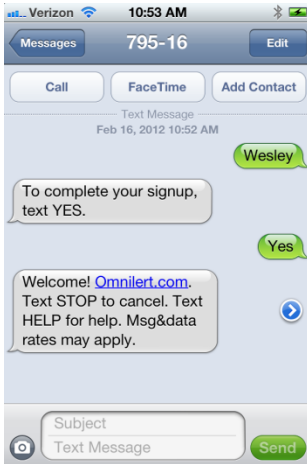 Verizon 10:53 AM
Messages 795-16 Edit
Call FaceTime Add Contact
Text Message
Feb 16, 2012 10:52 AM
Wesley
To complete your signup,
text YES.
Yes
Welcome! Omnilert.com.
Text STOP to cancel. Text
HELP for help. Msg&data
rates may apply.
Subject
Text Message Send